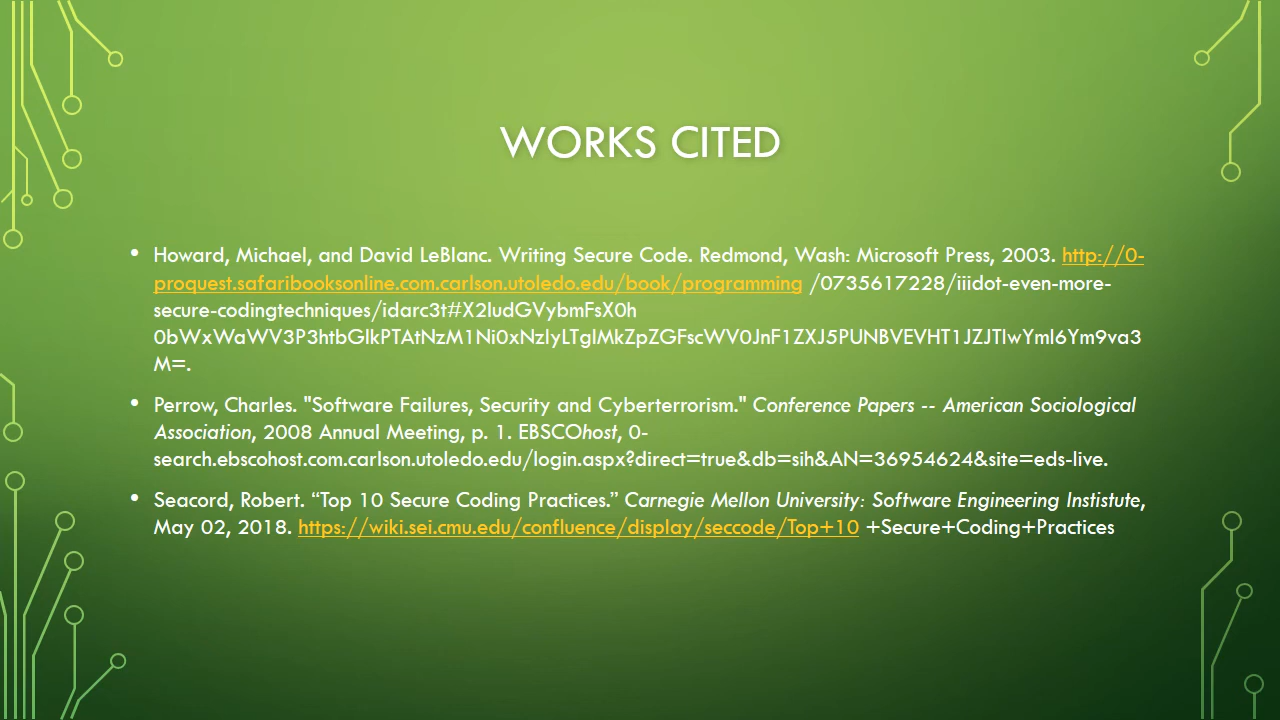 WORKS CITED
• Howard, Michael, and David LeBlanc. Writing Secure Code. Redmond, Wash: Microsoft Press, 2003. http://0-
proquest.safaribooksonline.com.carlson.utoledo.edu/book/programming /0735617228/iiidot-even-more-
secure-codingtechniques/idarc3t#X2ludGVybmFsX0h
0bWxWaWV3P3htbGlkPTAtNzM1Ni0xNzIyLTglMkZpZGFscWV0JnF1ZXJ5PUNBVEVHT1JZJTIwYml6Ym9va3
M=.
• Perrow, Charles. "Software Failures, Security and Cyberterrorism." Conference Papers -- American Sociological
Association, 2008 Annual Meeting, p. 1. EBSCOhost, 0-
search.ebscohost.com.carlson.utoledo.edu/login.aspx?direct=true&db=sih&AN=36954624&site=eds-live.
• Seacord, Robert. “Top 10 Secure Coding Practices.” Carnegie Mellon University: Software Engineering Instistute,
May 02, 2018. https://wiki.sei.cmu.edu/confluence/display/seccode/Top+10 +Secure+Coding+Practices